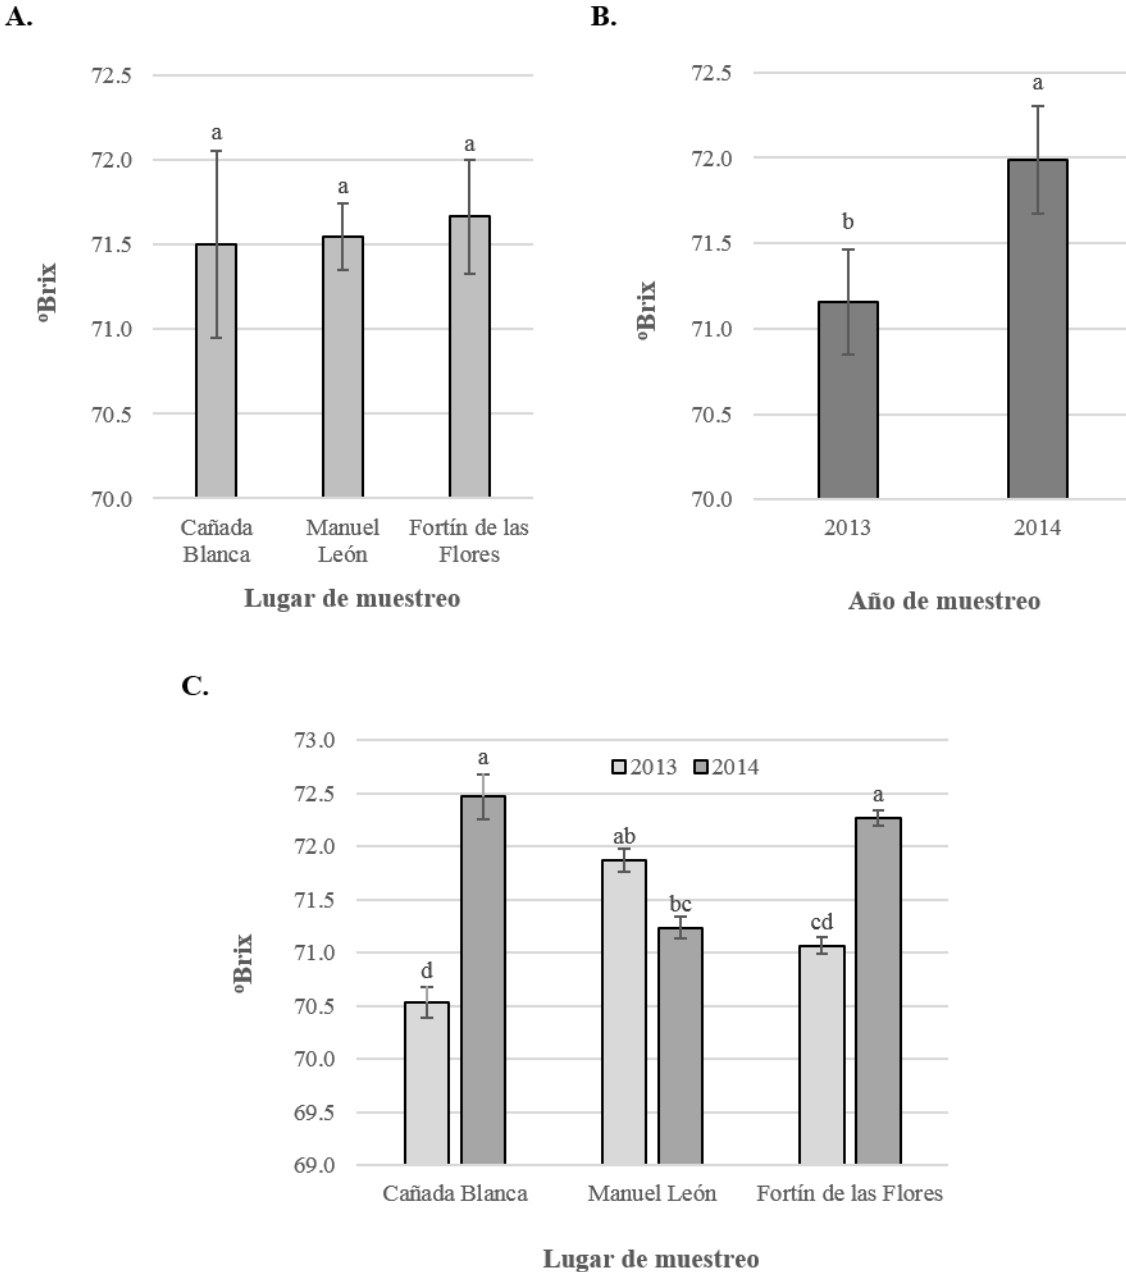 A.
72.5
72.0
71.5
71.0
70.5
70.0
ºBrix
a
a
a
Cañada Blanca
Manuel León
Fortín de las Flores
Lugar de muestreo
B.
72.5
72.0
71.5
71.0
70.5
70.0
ºBrix
b
a
2013
2014
Año de muestreo
C.
73.0
72.5
72.0
71.5
71.0
70.5
70.0
69.5
69.0
ºBrix
2013 2014
d
a
ab
bc
cd
a
Cañada Blanca
Manuel León
Fortín de las Flores
Lugar de muestreo